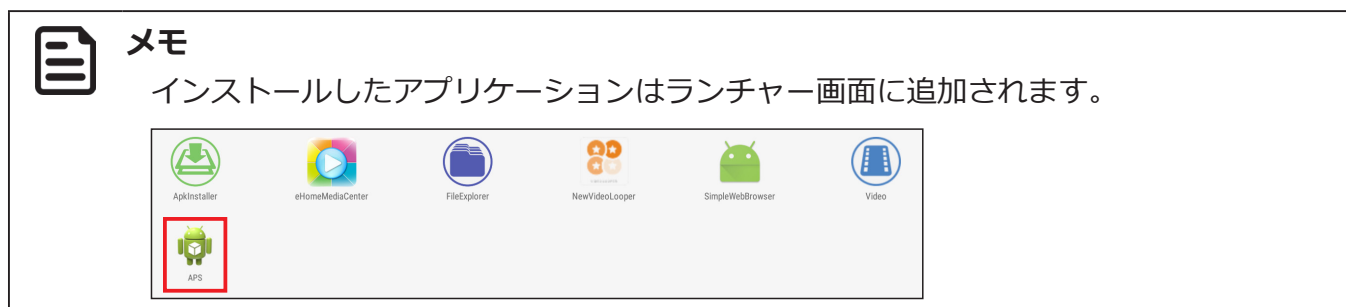 メモ
インストールしたアプリケーションはランチャー画面に追加されます。
ApkInstaller eHomeMediaCenter FileExplorer NewVideoLooper SimpleWebBrowser Video
APS